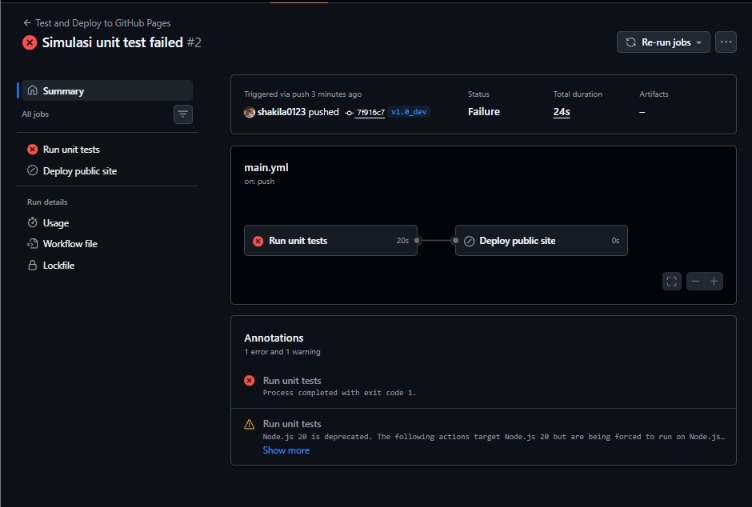 ← Test and Deploy to GitHub Pages
Simulasi unit test failed #2
Re-run jobs
...
Summary
All jobs
Run unit tests
Deploy public site
Run details
Usage
Workflow file
Lockfile
Triggered via push 3 minutes ago
shakila0123 pushed 7f916c7 v1.0_dev
Status
Failure
Total duration
24s
Artifacts
–
main.yml
on: push
Run unit tests 20s
Deploy public site 0s
Annotations
1 error and 1 warning
Run unit tests
Process completed with exit code 1.
Run unit tests
Node.js 20 is deprecated. The following actions target Node.js 20 but are being forced to run on Node.js…
Show more